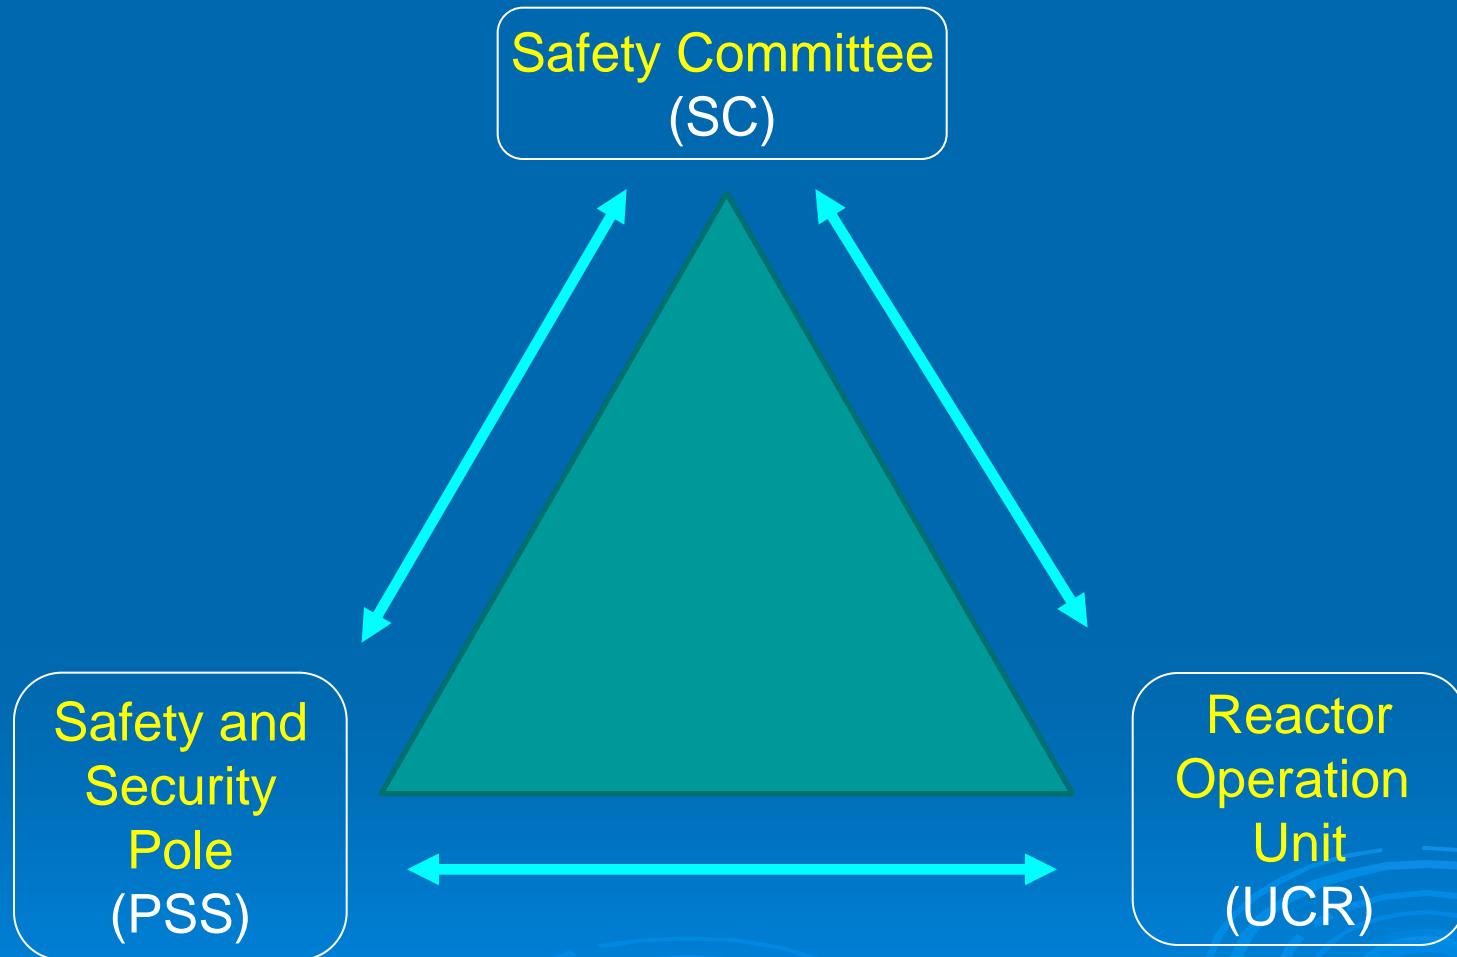 Safety Committee
(SC)
Safety and
Security
Pole
(PSS)
Reactor
Operation
Unit
(UCR)